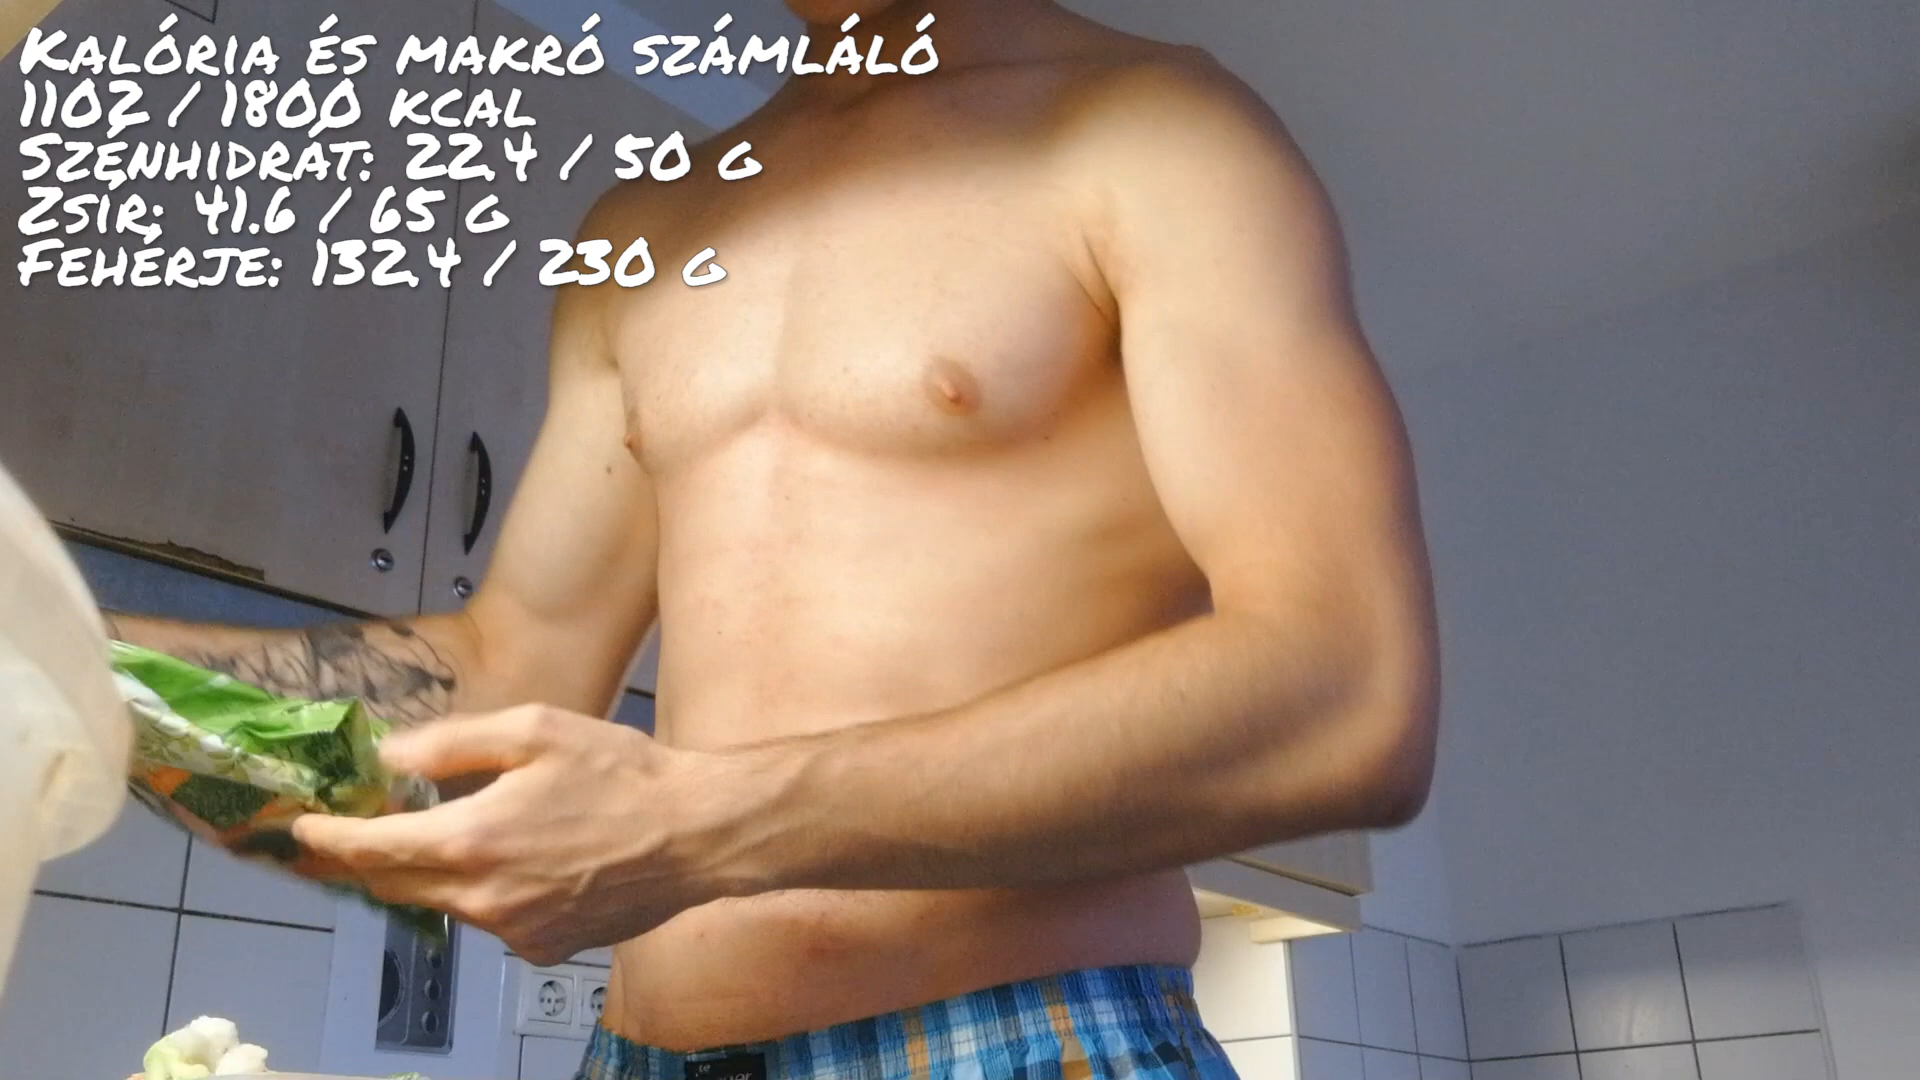 Kalória és makró számláló
1102 / 1800 kcal
Szénhidrát: 22.4 / 50 g
Zsír: 41.6 / 65 g
Fehérje: 132.4 / 230 g